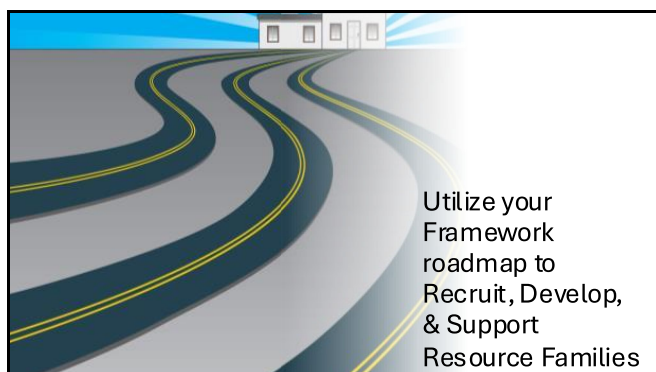 Utilize your
Framework
roadmap to
Recruit, Develop,
& Support
Resource Families